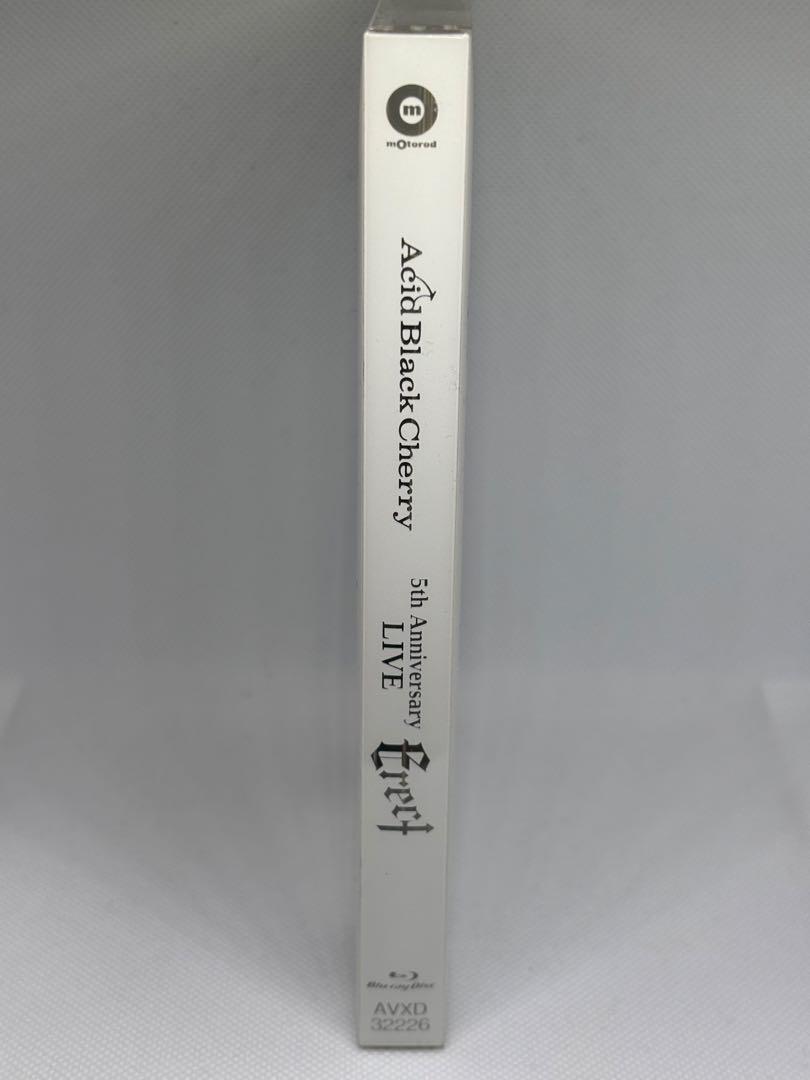 m
mOtorod
Acid Black Cherry
5th Anniversary
LIVE
Erect
Blu-ray Disc
AVXD
32226